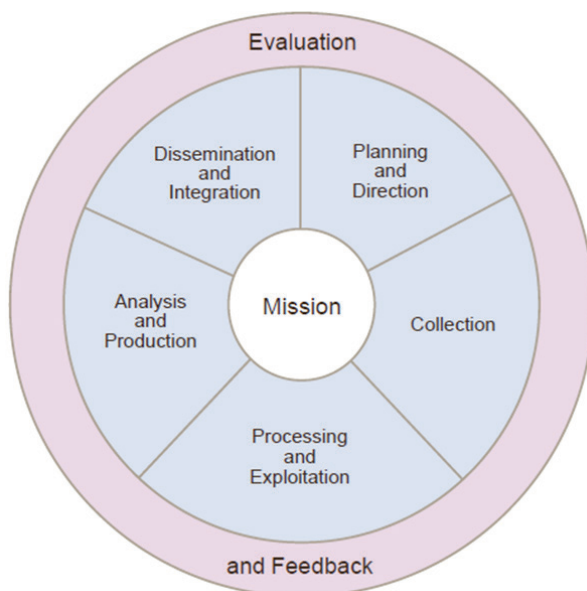 Evaluation
Dissemination
and
Integration
Planning
and
Direction
Analysis
and
Production
Mission
Collection
Processing
and
Exploitation
and Feedback